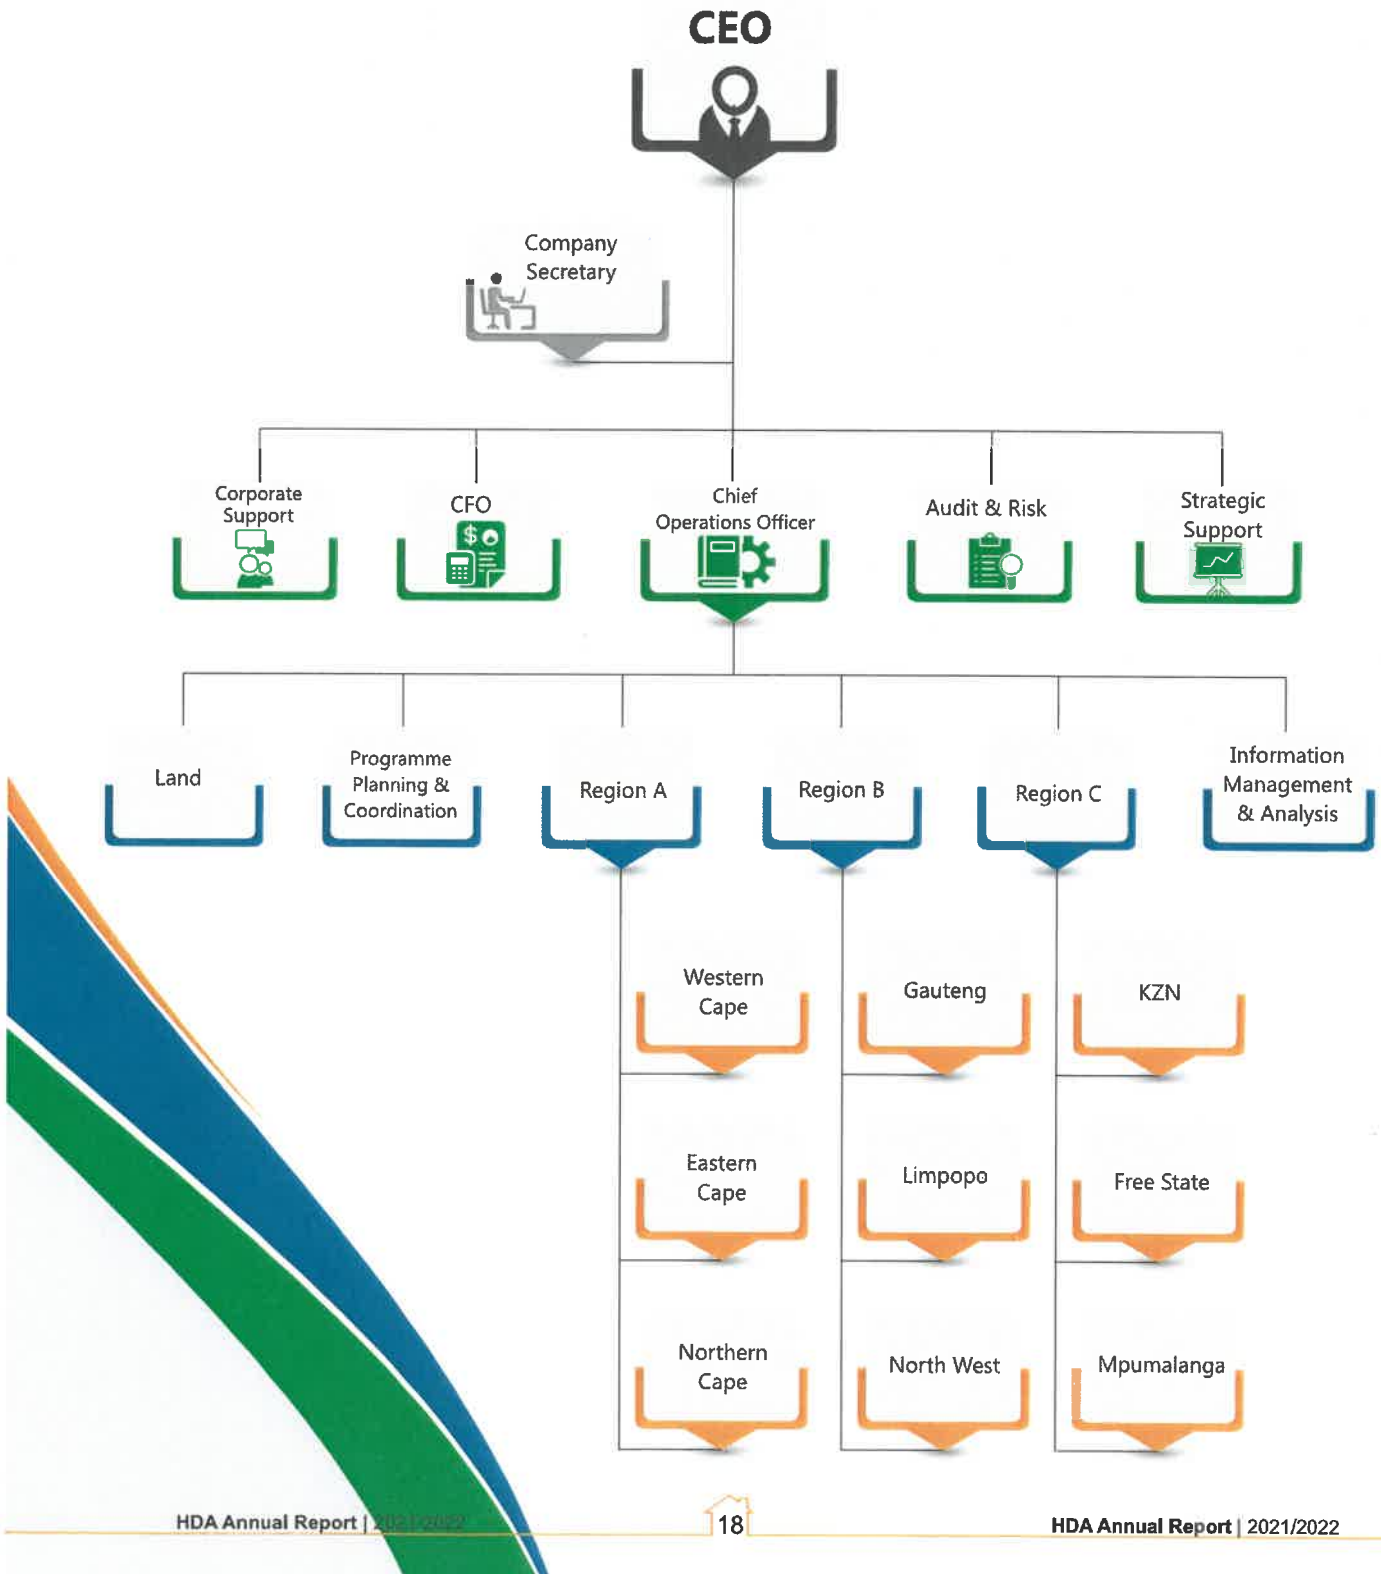 CEO
Company
Secretary
Corporate
Support
CFO
$
Chief
Operations Officer
Audit & Risk
Strategic
Support
Land
Programme
Planning &
Coordination
Region A
Region B
Region C
Information
Management
& Analysis
Western
Cape
Gauteng
KZN
Eastern
Cape
Limpopo
Free State
Northern
Cape
North West
Mpumalanga
HDA Annual Report | 2021/2022
18
HDA Annual Report | 2021/2022